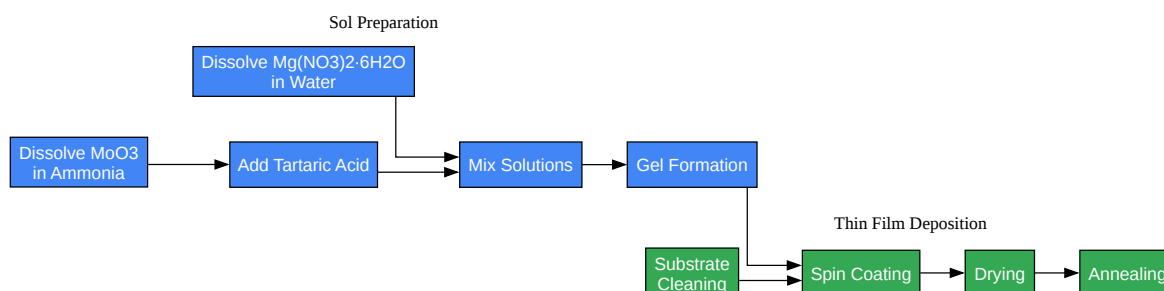 Sol Preparation
Dissolve Mg(NO3)2·6H2O
in Water
Dissolve MoO3
in Ammonia
Add Tartaric Acid
Mix Solutions
Gel Formation
Thin Film Deposition
Substrate
Cleaning
Spin Coating
Drying
Annealing